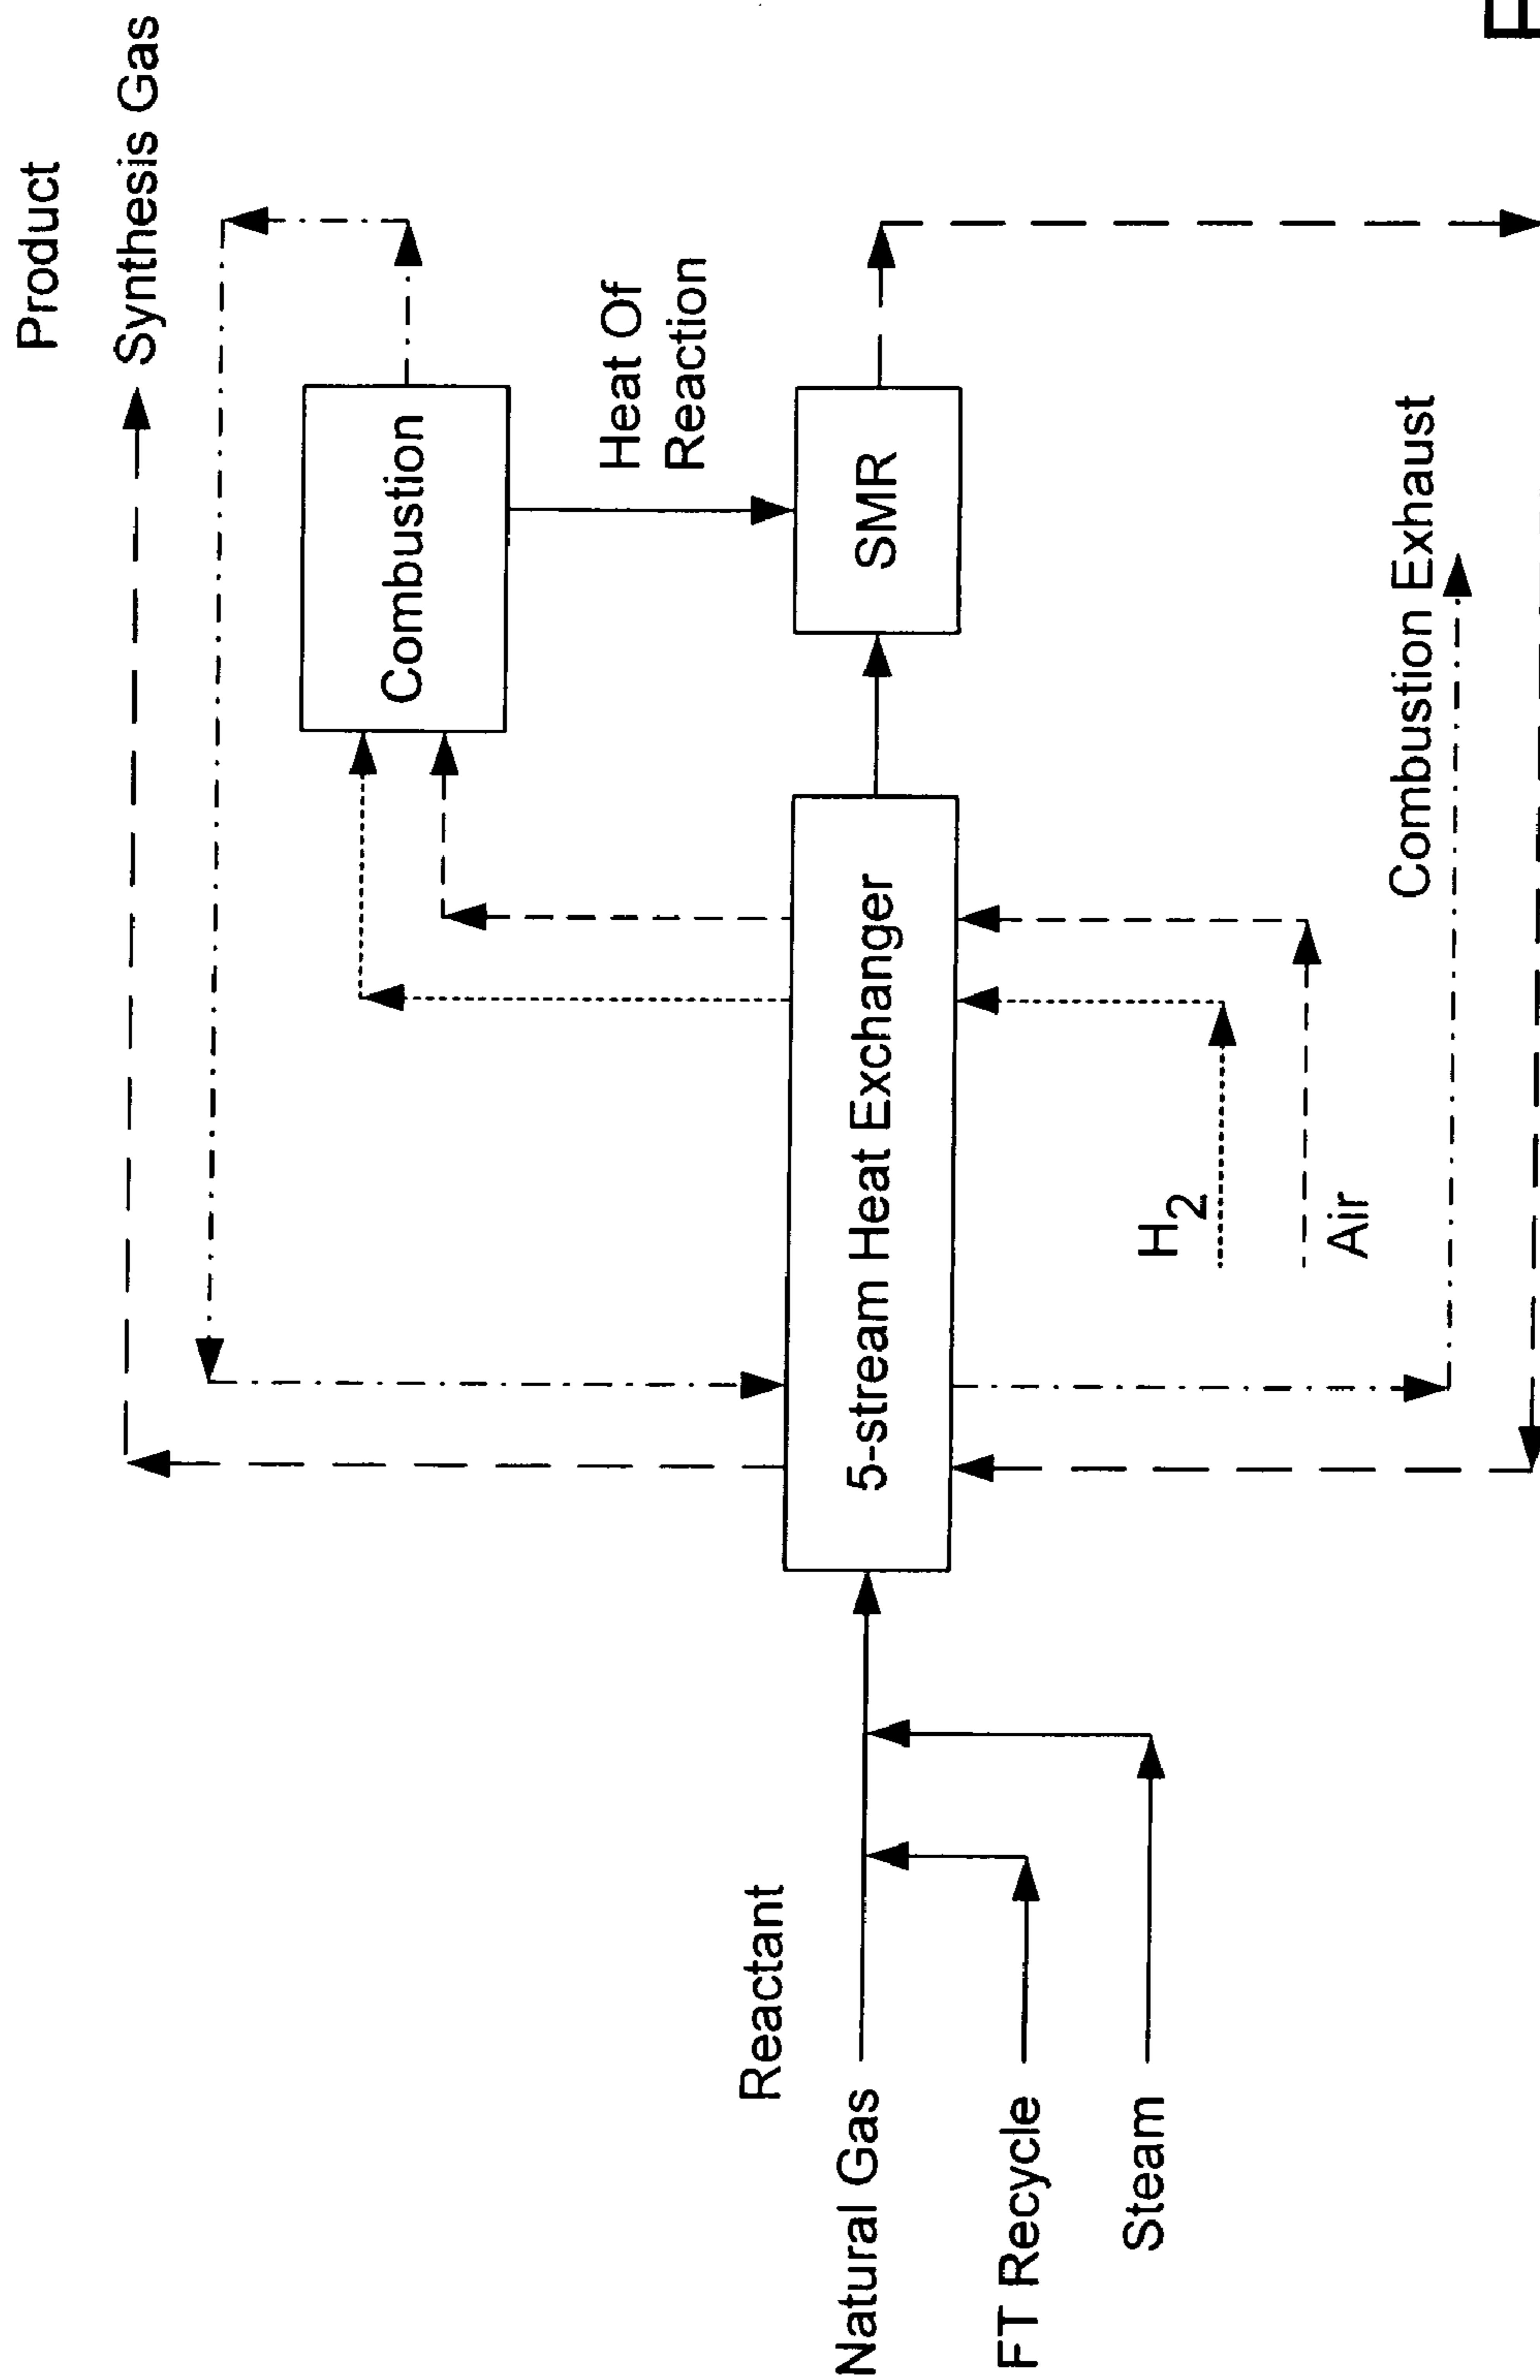 Product
Synthesis Gas
Combustion
Heat Of
Reaction
SMR
5-stream Heat Exchanger
Reactant
Natural Gas
FT Recycle
Steam
H2
Air
Combustion Exhaust